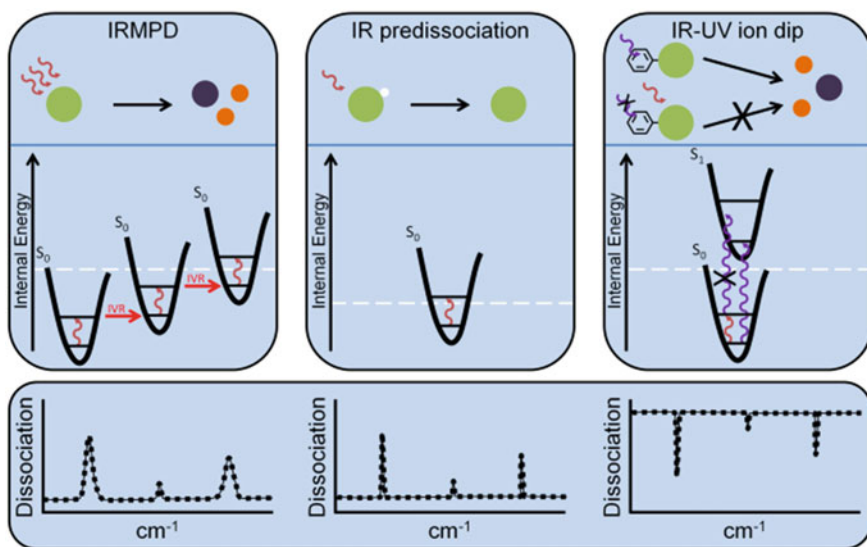 IRMPD
IR predissociation
IR-UV ion dip
Internal Energy
S0
S0
S0
IVR
IVR
Internal Energy
S0
Internal Energy
S1
S0
Dissociation
cm-1
Dissociation
cm-1
Dissociation
cm-1